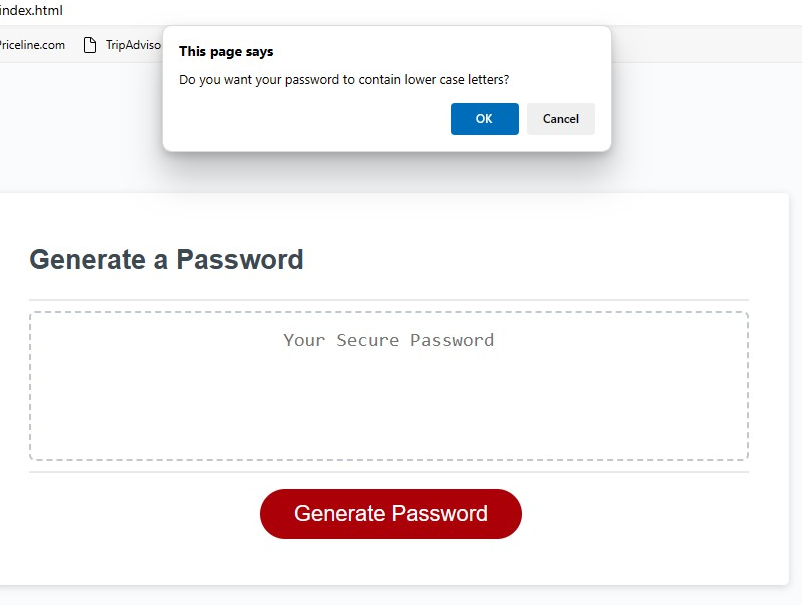 index.html
Priceline.com
TripAdviso
This page says
Do you want your password to contain lower case letters?
OK
Cancel
Generate a Password
Your Secure Password
Generate Password